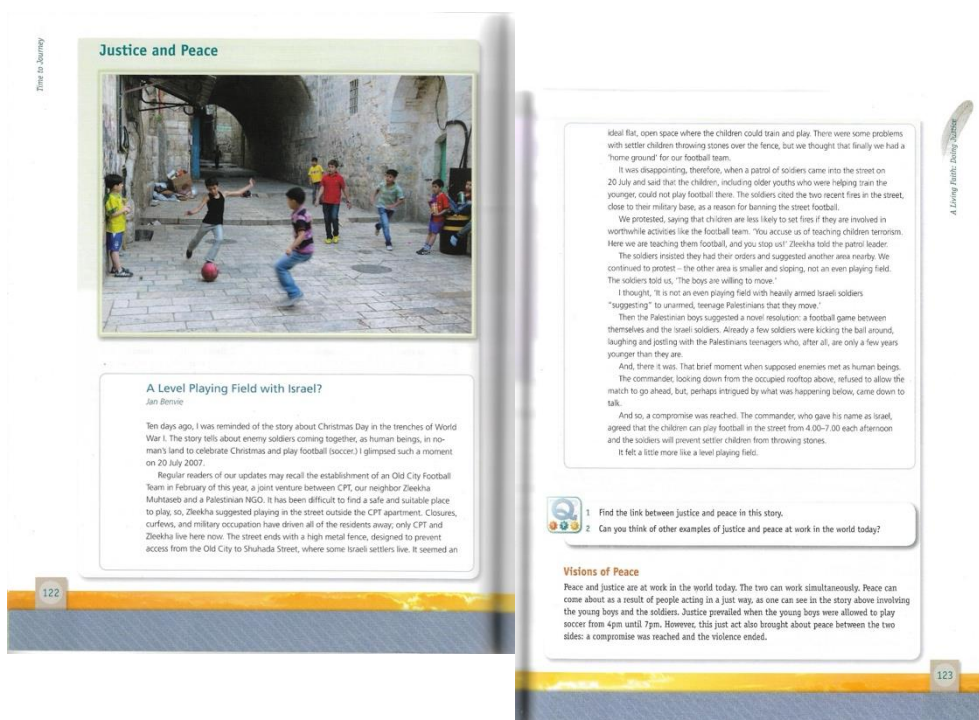 Time to Journey
Justice and Peace
A Level Playing Field with Israel?
Jan Benvie
Ten days ago, I was reminded of the story about Christmas Day in the trenches of World
War I. The story tells about enemy soldiers coming together, as human beings, in no-
man's land to celebrate Christmas and play football (soccer.) I glimpsed such a moment
on 20 July 2007.
Regular readers of our updates may recall the establishment of an Old City Football
Team in February of this year, a joint venture between CPT, our neighbor Zleekha
Muhtaseb and a Palestinian NGO. It has been difficult to find a safe and suitable place
to play, so, Zleekha suggested playing in the street outside the CPT apartment. Closures,
curfews, and military occupation have driven all of the residents away; only CPT and
Zleekha live here now. The street ends with a high metal fence, designed to prevent
access from the Old City to Shuhada Street, where some Israeli settlers live. It seemed an
122
ideal flat, open space where the children could train and play. There were some problems
with settler children throwing stones over the fence, but we thought that finally we had a
'home ground' for our football team.
It was disappointing, therefore, when a patrol of soldiers came into the street on
20 July and said that the children, including older youths who were helping train the
younger, could not play football there. The soldiers cited the two recent fires in the street,
close to their military base, as a reason for banning the street football.
We protested, saying that children are less likely to set fires if they are involved in
worthwhile activities like the football team. 'You accuse us of teaching children terrorism.
Here we are teaching them football, and you stop us!' Zleekha told the patrol leader.
The soldiers insisted they had their orders and suggested another area nearby. We
continued to protest – the other area is smaller and sloping, not an even playing field.
The soldiers told us, 'The boys are willing to move.'
I thought, 'It is not an even playing field with heavily armed Israeli soldiers
"suggesting" to unarmed, teenage Palestinians that they move.'
Then the Palestinian boys suggested a novel resolution: a football game between
themselves and the Israeli soldiers. Already a few soldiers were kicking the ball around,
laughing and jostling with the Palestinians teenagers who, after all, are only a few years
younger than they are.
And, there it was. That brief moment when supposed enemies met as human beings.
The commander, looking down from the occupied rooftop above, refused to allow the
match to go ahead, but, perhaps intrigued by what was happening below, came down to
talk.
And so, a compromise was reached. The commander, who gave his name as Israel,
agreed that the children can play football in the street from 4.00–7.00 each afternoon
and the soldiers will prevent settler children from throwing stones.
It felt a little more like a level playing field.
A Living Faith: Doing Justice
Q
1 Find the link between justice and peace in this story.
2 Can you think of other examples of justice and peace at work in the world today?
Visions of Peace
Peace and justice are at work in the world today. The two can work simultaneously. Peace can
come about as a result of people acting in a just way, as one can see in the story above involving
the young boys and the soldiers. Justice prevailed when the young boys were allowed to play
soccer from 4pm until 7pm. However, this just act also brought about peace between the two
sides: a compromise was reached and the violence ended.
123